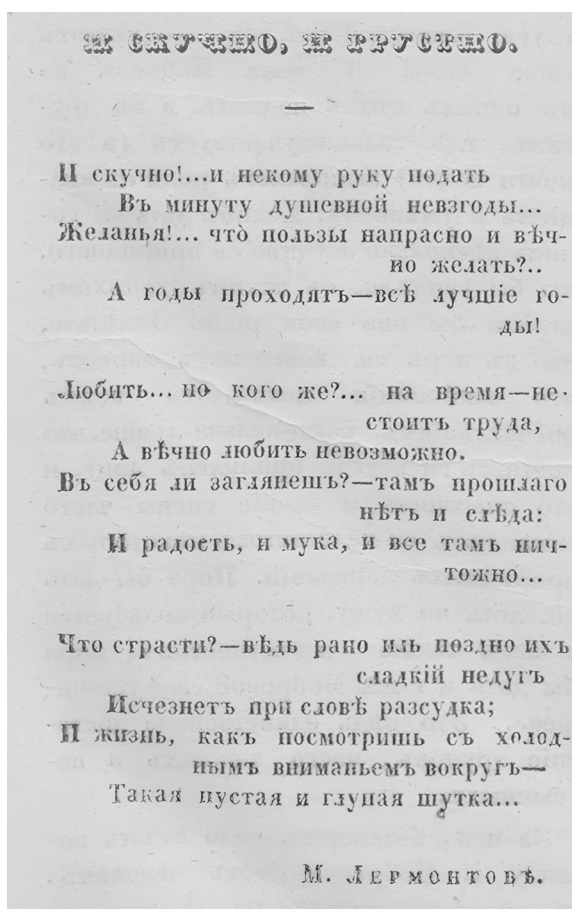 И СКУЧНО, И ГРУСТНО.
И скучно!...и некому руку подать
Въ минуту душевной невзгоды...
Желанья!... что̀ пользы напрасно и вѣч-
но желать?..
А годы проходятъ—всѣ лучшіе го-
ды!
Любить... но кого же?... на время—не-
стоитъ труда,
А вѣчно любить невозможно.
Въ себя ли заглянешь?—тамъ прошлаго
нѣтъ и слѣда:
И радость, и мука, и все тамъ нич-
тожно...
Что страсти?—вѣдь рано иль поздно ихъ
сладкій недугъ
Исчезнетъ при словѣ разсудка;
И жизнь, какъ посмотришь съ холод-
нымъ вниманьемъ вокругъ—
Такая пустая и глупая шутка...
М. ЛЕРМОНТОВЪ.